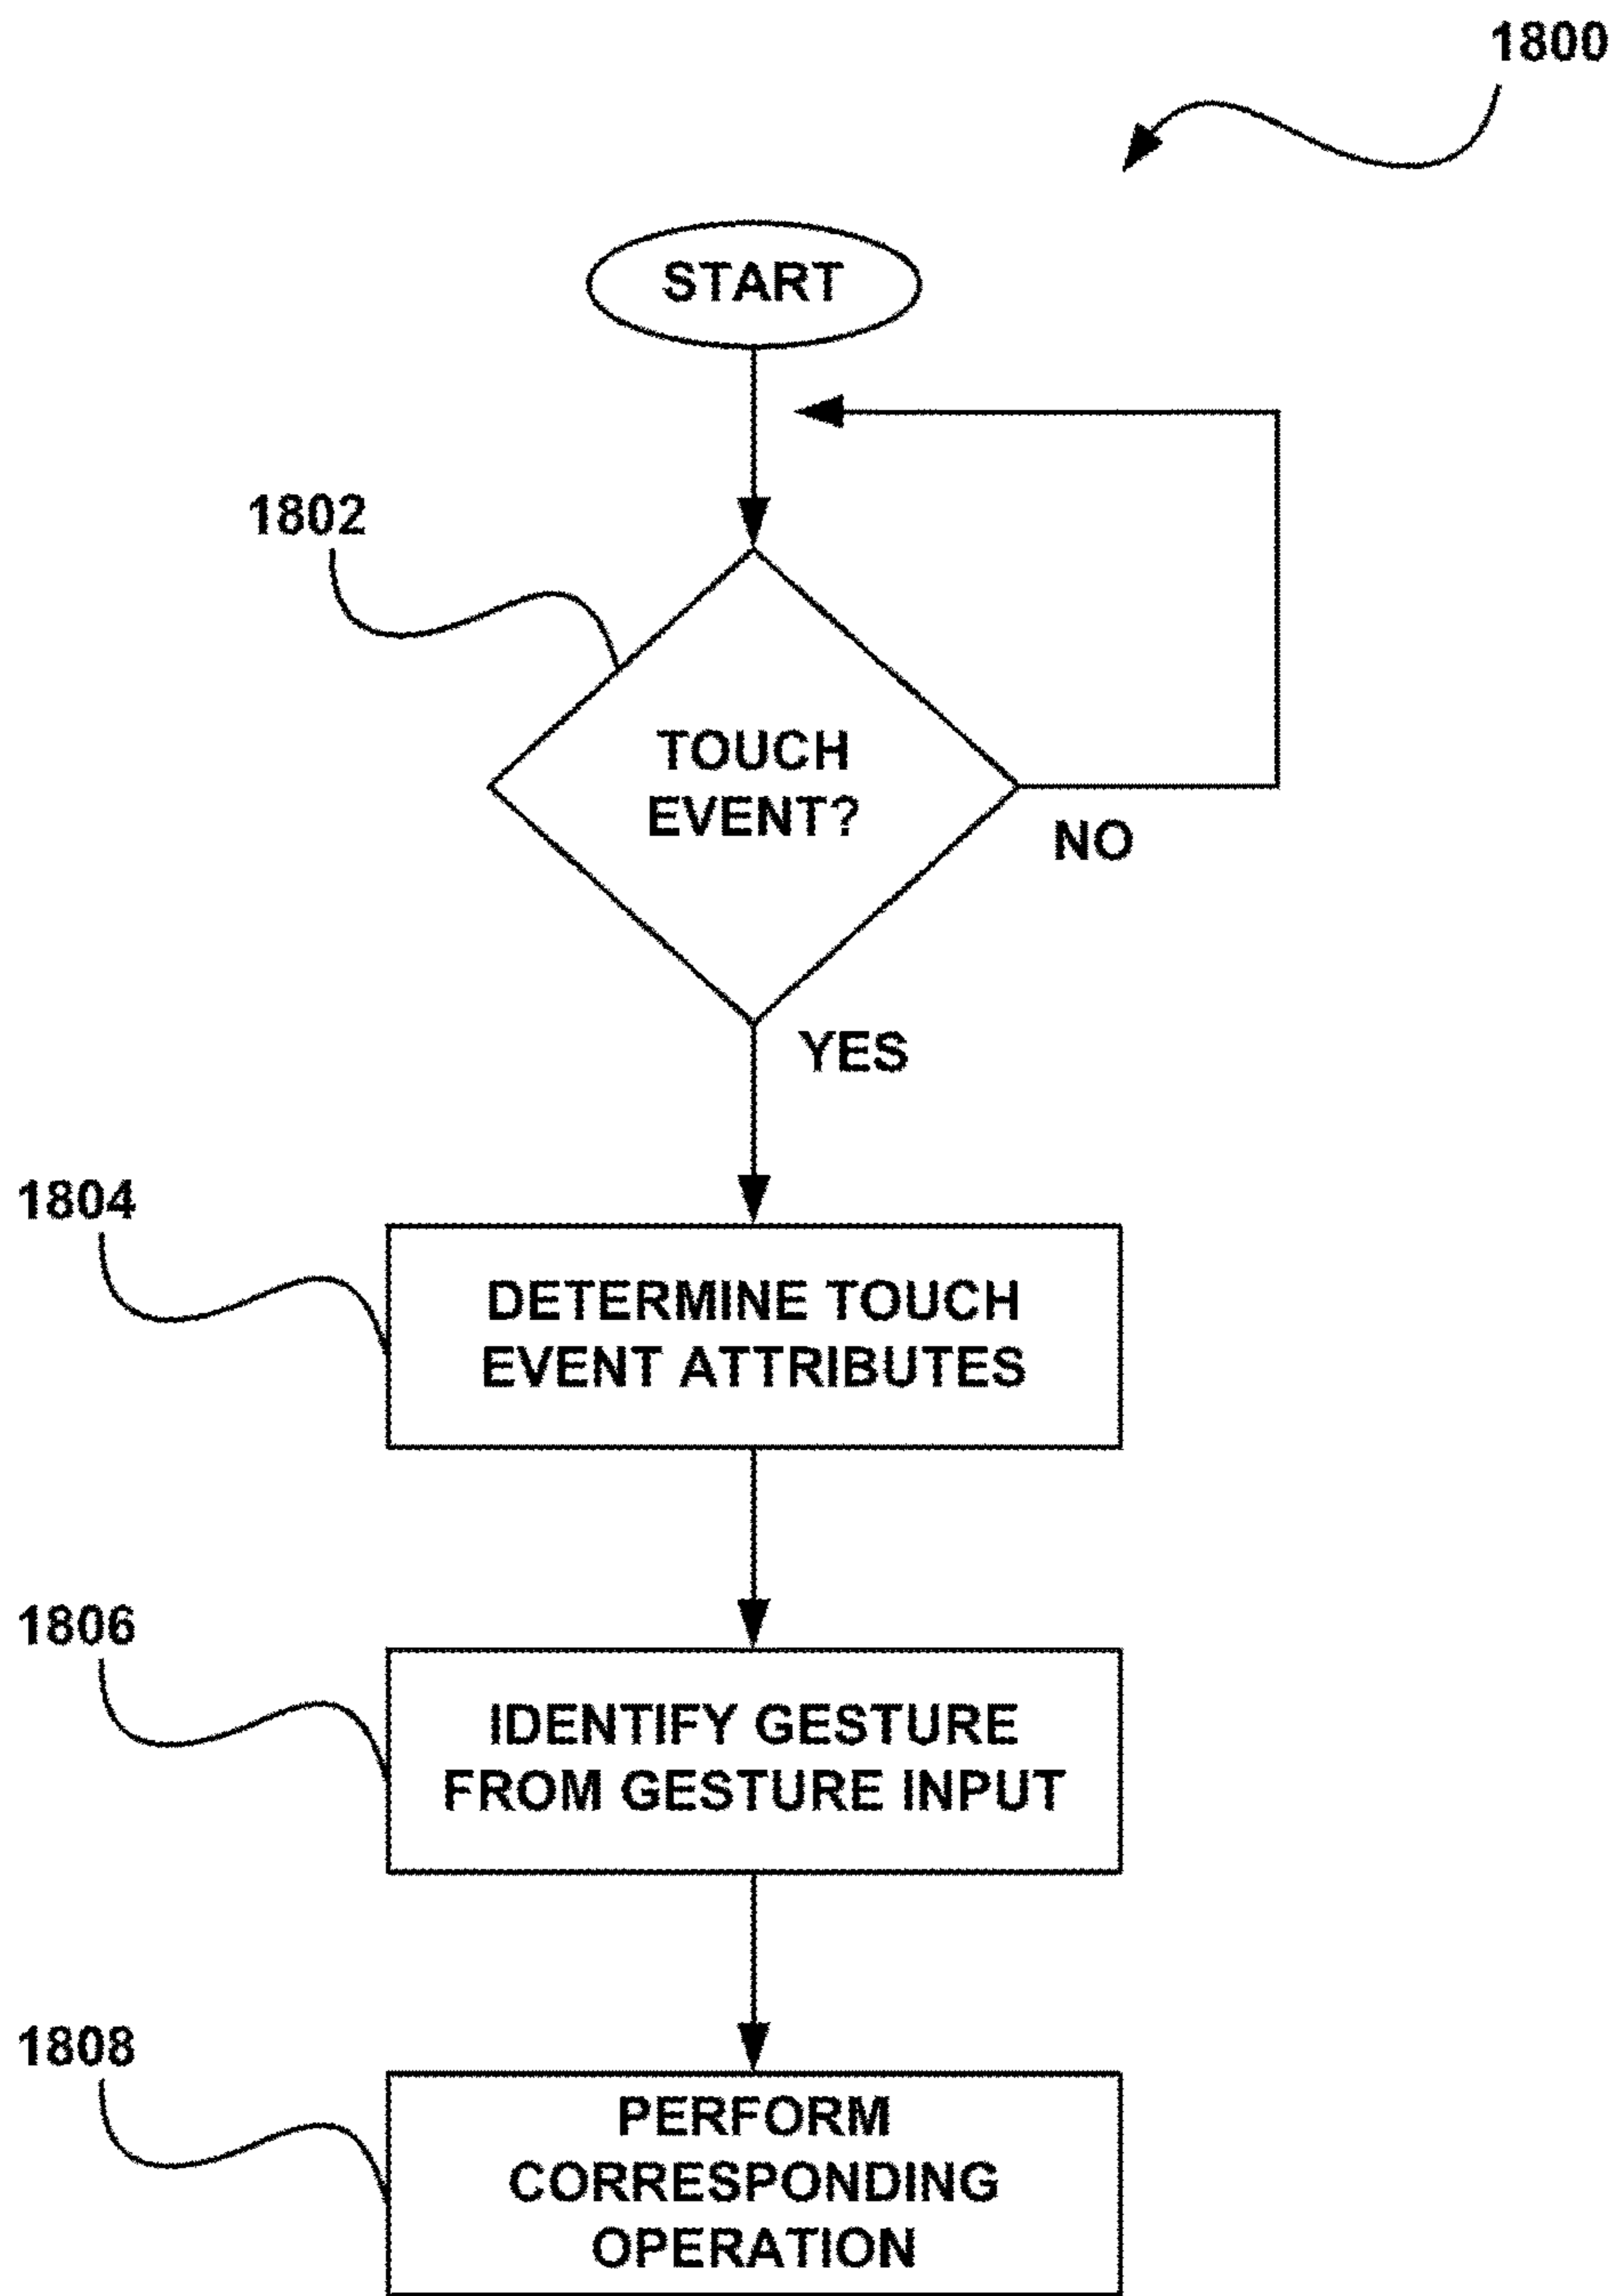 1800
START
1802
TOUCH
EVENT?
NO
YES
1804
DETERMINE TOUCH
EVENT ATTRIBUTES
1806
IDENTIFY GESTURE
FROM GESTURE INPUT
1808
PERFORM
CORRESPONDING
OPERATION